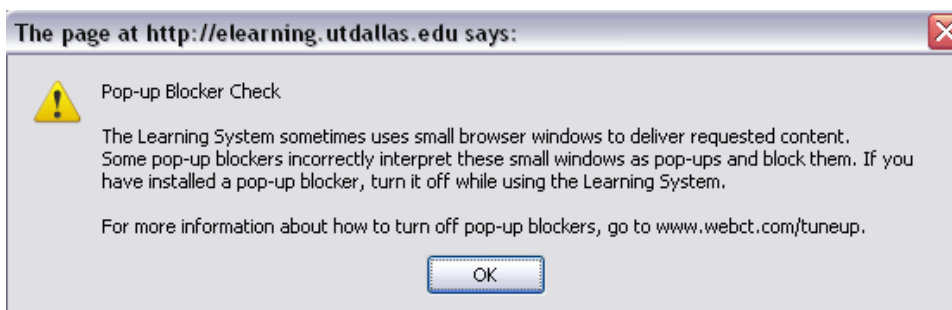 The page at http://elearning.utdallas.edu says:
Pop-up Blocker Check
The Learning System sometimes uses small browser windows to deliver requested content.
Some pop-up blockers incorrectly interpret these small windows as pop-ups and block them. If you
have installed a pop-up blocker, turn it off while using the Learning System.
For more information about how to turn off pop-up blockers, go to www.webct.com/tuneup.
OK